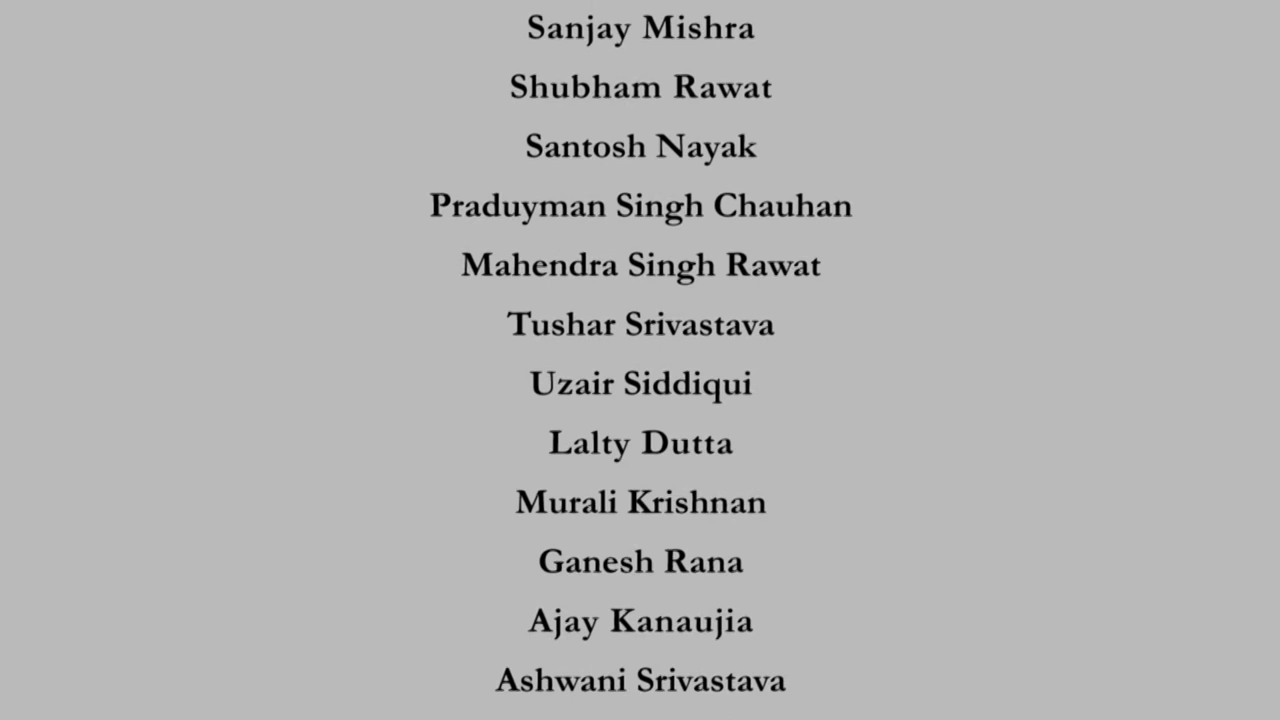 Sanjay Mishra
Shubham Rawat
Santosh Nayak
Praduyman Singh Chauhan
Mahendra Singh Rawat
Tushar Srivastava
Uzair Siddiqui
Lalty Dutta
Murali Krishnan
Ganesh Rana
Ajay Kanaujia
Ashwani Srivastava